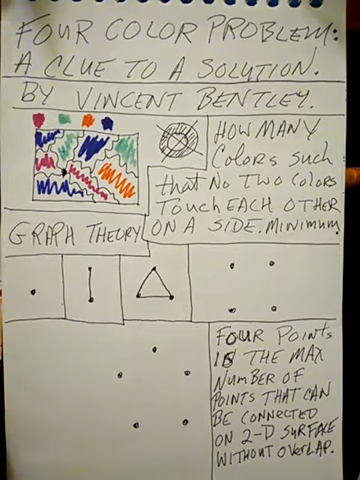 FOUR COLOR PROBLEM:
A CLUE TO A SOLUTION.
BY VINCENT BENTLEY.
HOW MANY
COLORS SUCH
that No TWO COLORS
TOUCH EACH OTHER
ON A SIDE. MINIMUM
GRAPH THEORY
FOUR POINTS
IS THE MAX
NUMBER OF
POINTS THAT CAN
BE CONNECTED
ON 2-D SURFACE
WITHOUT OVERLAP.